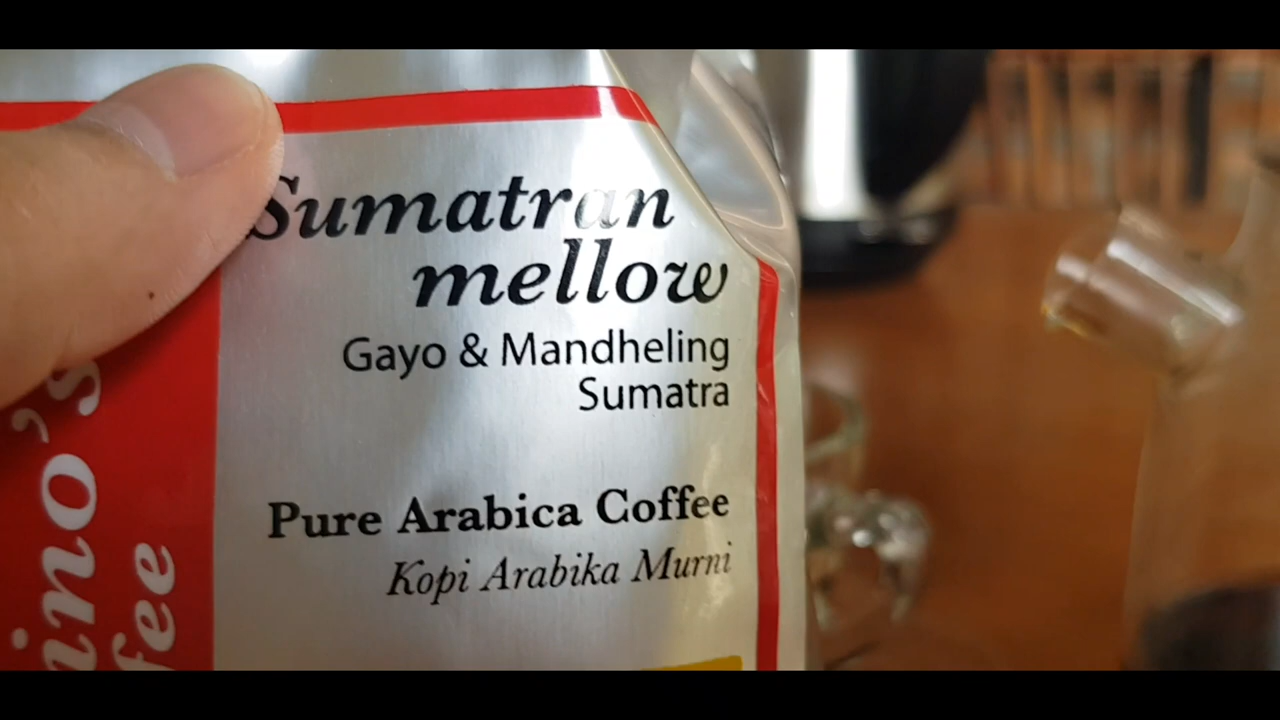 Sumatran
mellow
Gayo & Mandheling
Sumatra
Pure Arabica Coffee
Kopi Arabika Murni